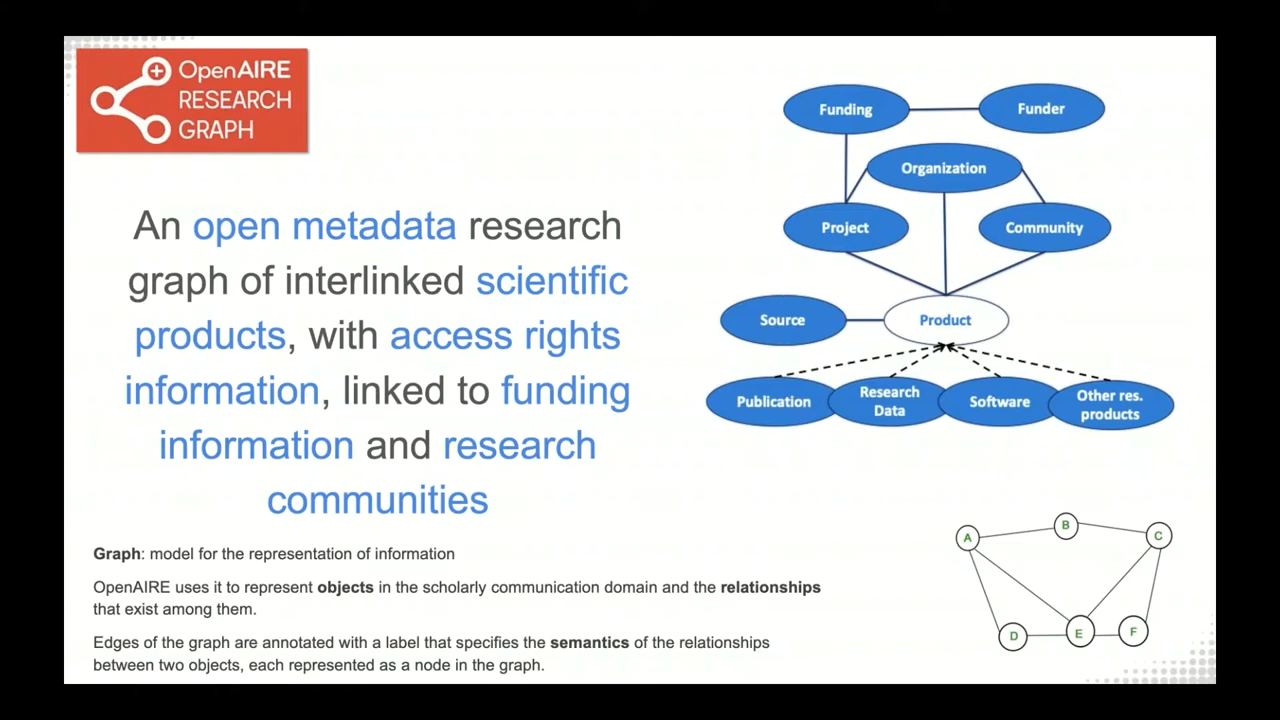 OpenAIRE
RESEARCH
GRAPH
An open metadata research
graph of interlinked scientific
products, with access rights
information, linked to funding
information and research
communities
Graph: model for the representation of information
OpenAIRE uses it to represent objects in the scholarly communication domain and the relationships
that exist among them.
Edges of the graph are annotated with a label that specifies the semantics of the relationships
between two objects, each represented as a node in the graph.
Funding
Funder
Organization
Project
Community
Source
Product
Publication
Research
Data
Software
Other res.
products
A
B
C
D
E
F